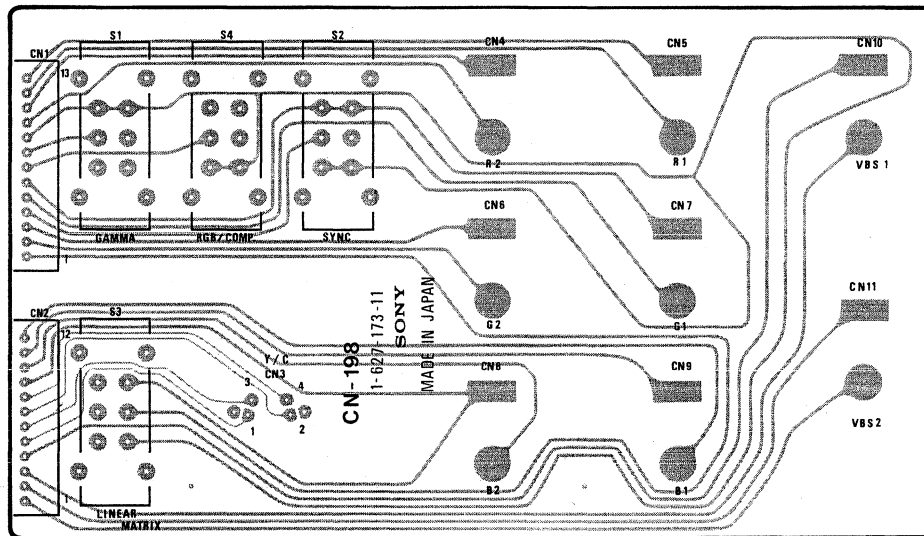 CN1
S1
S4
S2
CN4
CN5
CN10
13
R2
R1
VBS 1
CN6
CN7
GAMMA
RGB/COMP
SYNC
1
G2
G1
CN11
CN2
S3
12
Y/C
CN3
3
4
1
2
CN-198
1-627-173-11
SONY
MADE IN JAPAN
CN8
CN9
VBS2
B2
B1
1
LINEAR
MATRIX